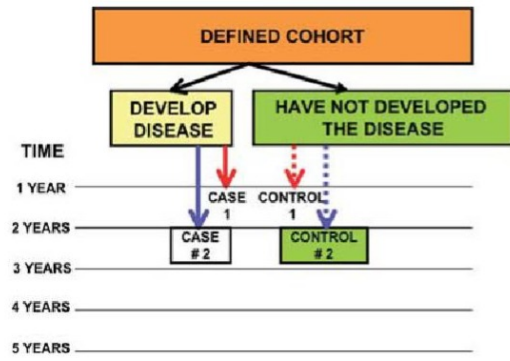 DEFINED COHORT
DEVELOP
DISEASE
HAVE NOT DEVELOPED
THE DISEASE
TIME
1 YEAR
CASE
1
CONTROL
1
2 YEARS
CASE
# 2
CONTROL
# 2
3 YEARS
4 YEARS
5 YEARS